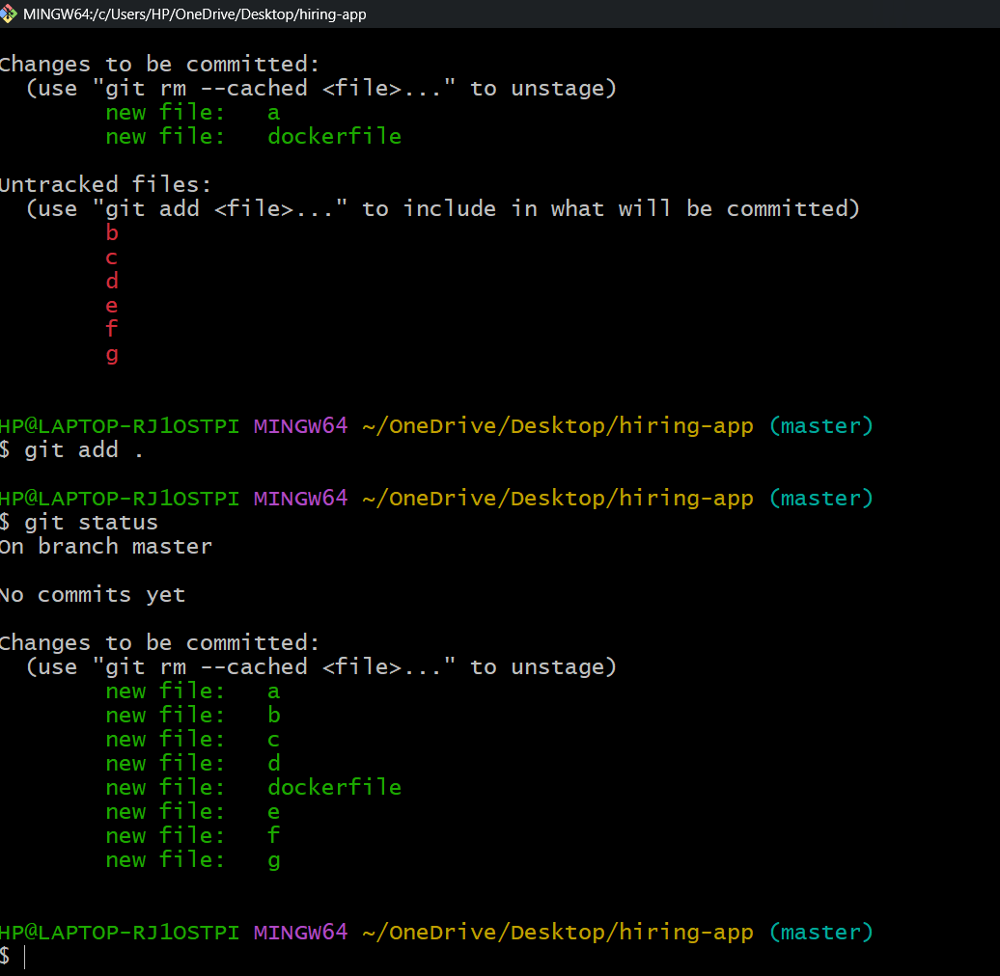 MINGW64:/c/Users/HP/OneDrive/Desktop/hiring-app
Changes to be committed:
  (use "git rm --cached <file>..." to unstage)
        new file:   a
        new file:   dockerfile
Untracked files:
  (use "git add <file>..." to include in what will be committed)
        b
        c
        d
        e
        f
        g
HP@LAPTOP-RJ1OSTPI MINGW64 ~/OneDrive/Desktop/hiring-app (master)
$ git add .
HP@LAPTOP-RJ1OSTPI MINGW64 ~/OneDrive/Desktop/hiring-app (master)
$ git status
On branch master
No commits yet
Changes to be committed:
  (use "git rm --cached <file>..." to unstage)
        new file:   a
        new file:   b
        new file:   c
        new file:   d
        new file:   dockerfile
        new file:   e
        new file:   f
        new file:   g
HP@LAPTOP-RJ1OSTPI MINGW64 ~/OneDrive/Desktop/hiring-app (master)
$